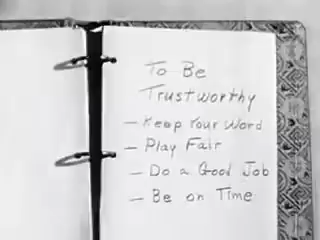 To Be
Trustworthy
- Keep Your Word
- Play Fair
- Do a Good Job
- Be on Time